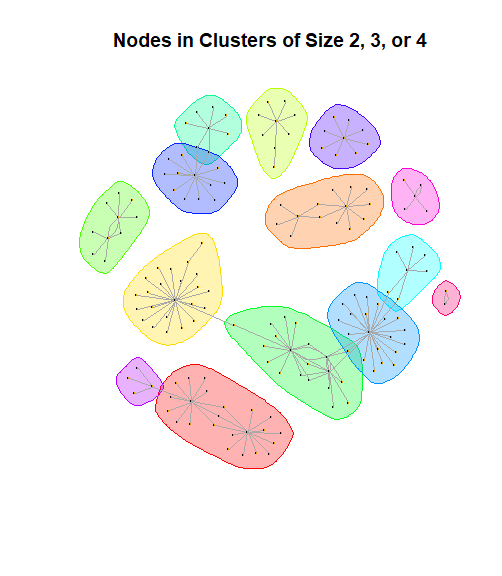 Nodes in Clusters of Size 2, 3, or 4